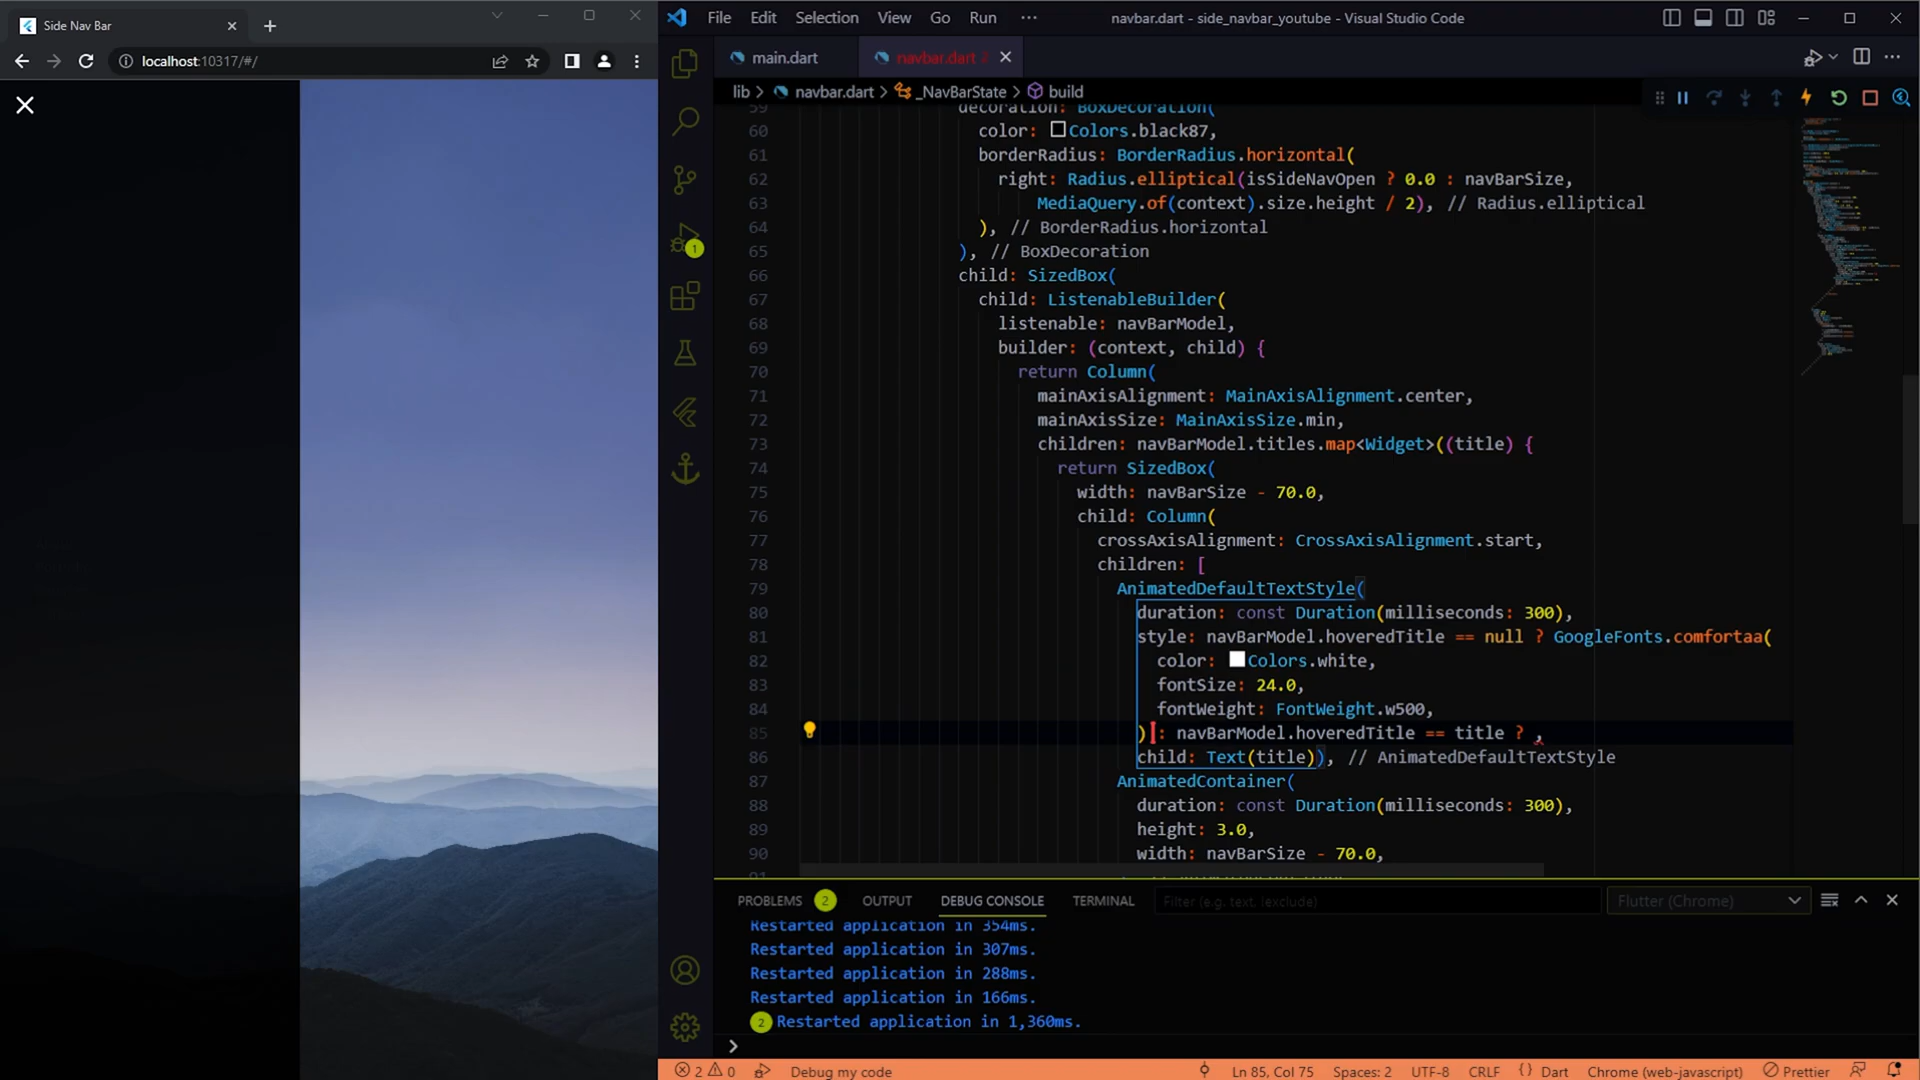 Side Nav Bar
localhost:10317/#/
File Edit Selection View Go Run ···
navbar.dart - side_navbar_youtube - Visual Studio Code
main.dart
navbar.dart 2
lib > navbar.dart > _NavBarState > build
59 decoration: BoxDecoration(
60 color: Colors.black87,
61 borderRadius: BorderRadius.horizontal(
62 right: Radius.elliptical(isSideNavOpen ? 0.0 : navBarSize,
63 MediaQuery.of(context).size.height / 2), // Radius.elliptical
64 ), // BorderRadius.horizontal
65 ), // BoxDecoration
66 child: SizedBox(
67 child: ListenableBuilder(
68 listenable: navBarModel,
69 builder: (context, child) {
70 return Column(
71 mainAxisAlignment: MainAxisAlignment.center,
72 mainAxisSize: MainAxisSize.min,
73 children: navBarModel.titles.map<Widget>((title) {
74 return SizedBox(
75 width: navBarSize - 70.0,
76 child: Column(
77 crossAxisAlignment: CrossAxisAlignment.start,
78 children: [
79 AnimatedDefaultTextStyle(
80 duration: const Duration(milliseconds: 300),
81 style: navBarModel.hoveredTitle == null ? GoogleFonts.comfortaa(
82 color: Colors.white,
83 fontSize: 24.0,
84 fontWeight: FontWeight.w500,
85 ) : navBarModel.hoveredTitle == title ? ,
86 child: Text(title)), // AnimatedDefaultTextStyle
87 AnimatedContainer(
88 duration: const Duration(milliseconds: 300),
89 height: 3.0,
90 width: navBarSize - 70.0,
91
1
PROBLEMS 2 OUTPUT DEBUG CONSOLE TERMINAL
Filter (e.g. text, !exclude)
Flutter (Chrome)
Restarted application in 354ms.
Restarted application in 307ms.
Restarted application in 288ms.
Restarted application in 166ms.
2 Restarted application in 1,360ms.
>
2 0 Debug my code
Ln 85, Col 75 Spaces: 2 UTF-8 CRLF {} Dart Chrome (web-javascript) Prettier